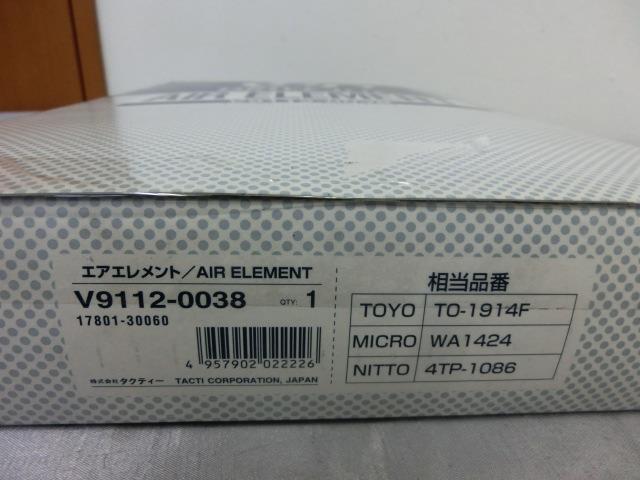 AIR ELEMENT
エアエレメント／AIR ELEMENT
V9112-0038 QTY: 1
17801-30060
4 957902 022226
株式会社 タクティー TACTI CORPORATION, JAPAN
相当品番
TOYO TO-1914F
MICRO WA1424
NITTO 4TP-1086